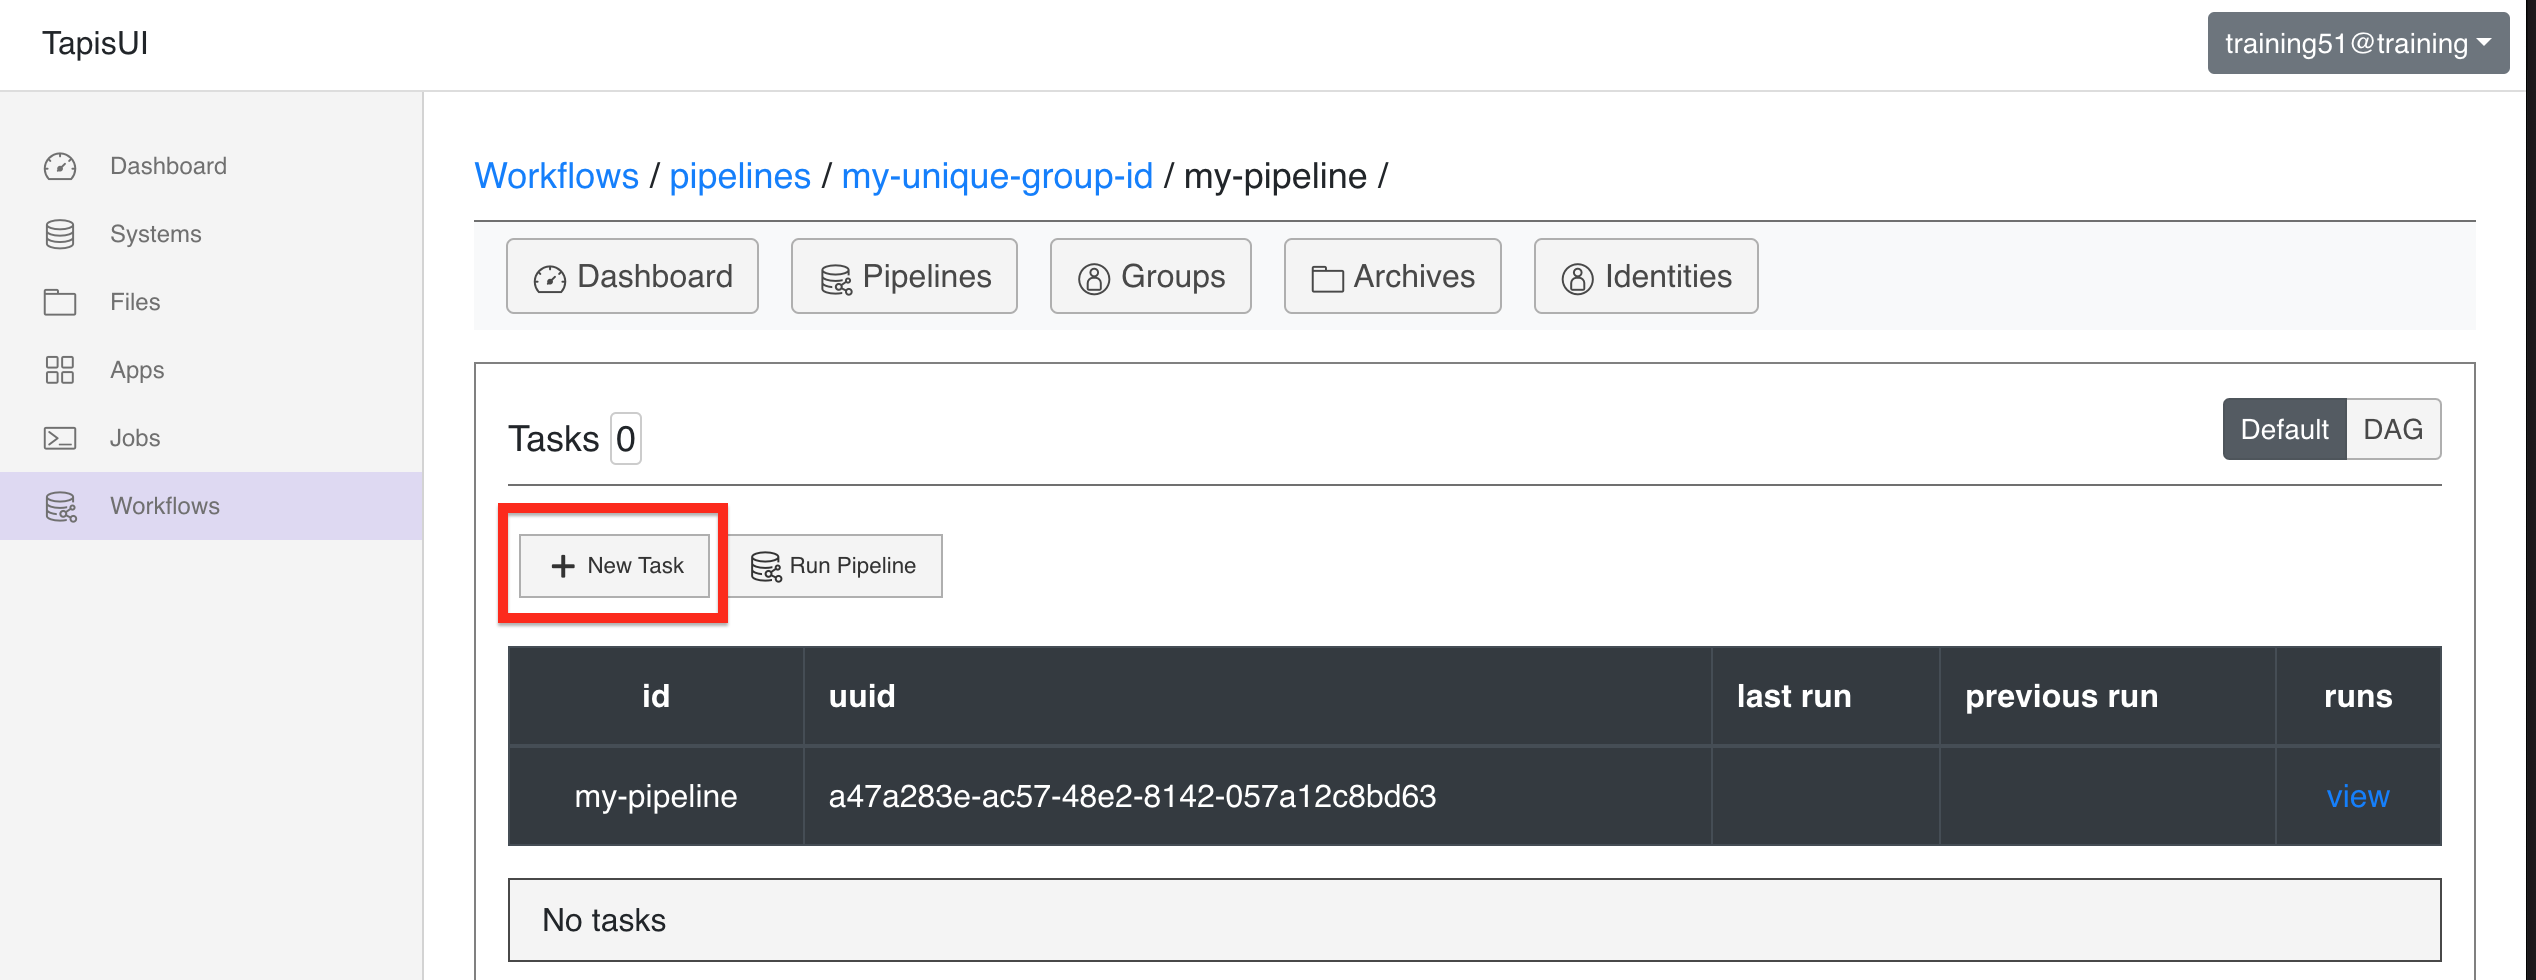 TapisUI
training51@training
Dashboard
Systems
Files
Apps
Jobs
Workflows
Workflows / pipelines / my-unique-group-id / my-pipeline /
Dashboard Pipelines Groups Archives Identities
Tasks 0
Default DAG
New Task Run Pipeline
id uuid last run previous run runs
my-pipeline a47a283e-ac57-48e2-8142-057a12c8bd63 view
No tasks